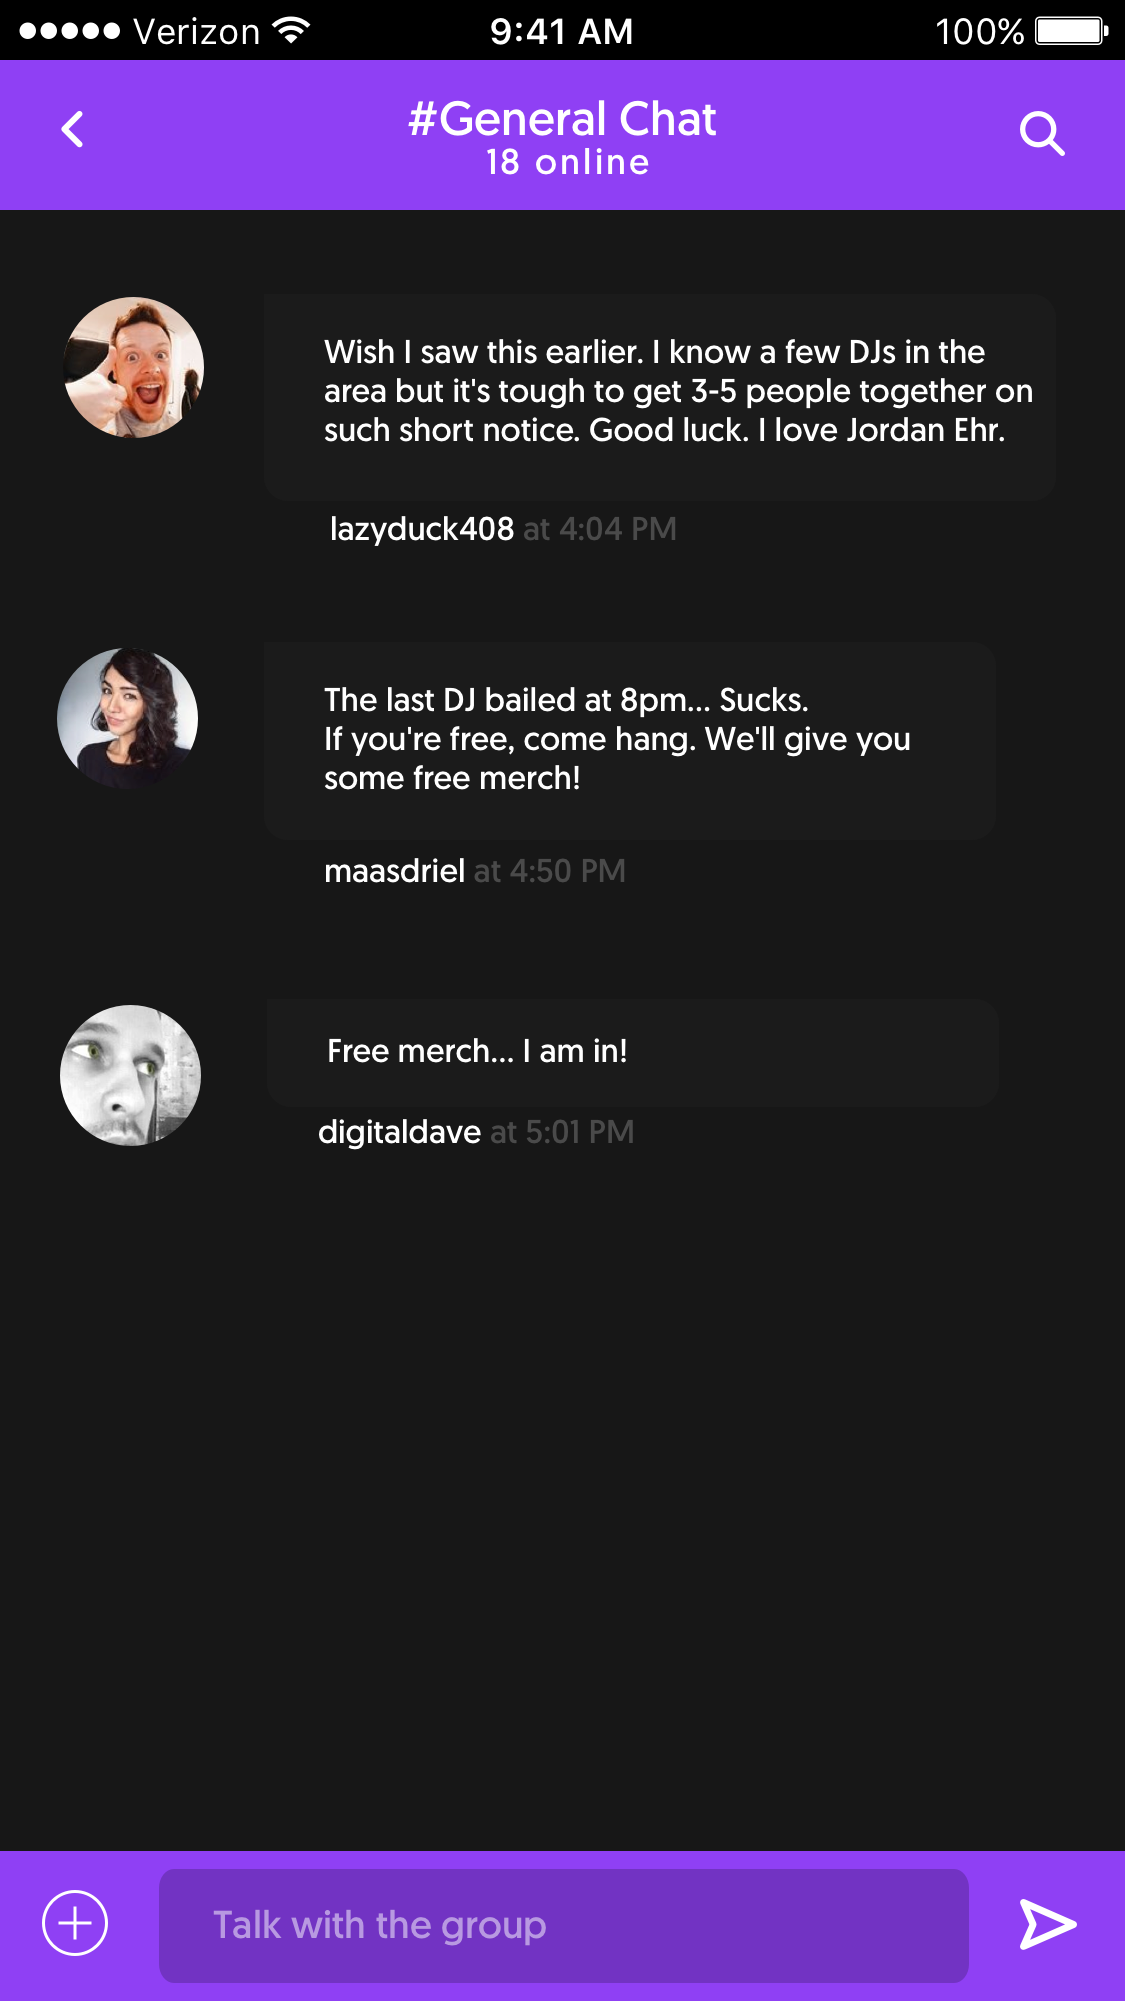 Verizon 9:41 AM 100%
#General Chat
18 online
Wish I saw this earlier. I know a few DJs in the
area but it's tough to get 3-5 people together on
such short notice. Good luck. I love Jordan Ehr.
lazyduck408 at 4:04 PM
The last DJ bailed at 8pm... Sucks.
If you're free, come hang. We'll give you
some free merch!
maasdriel at 4:50 PM
Free merch... I am in!
digitaldave at 5:01 PM
Talk with the group